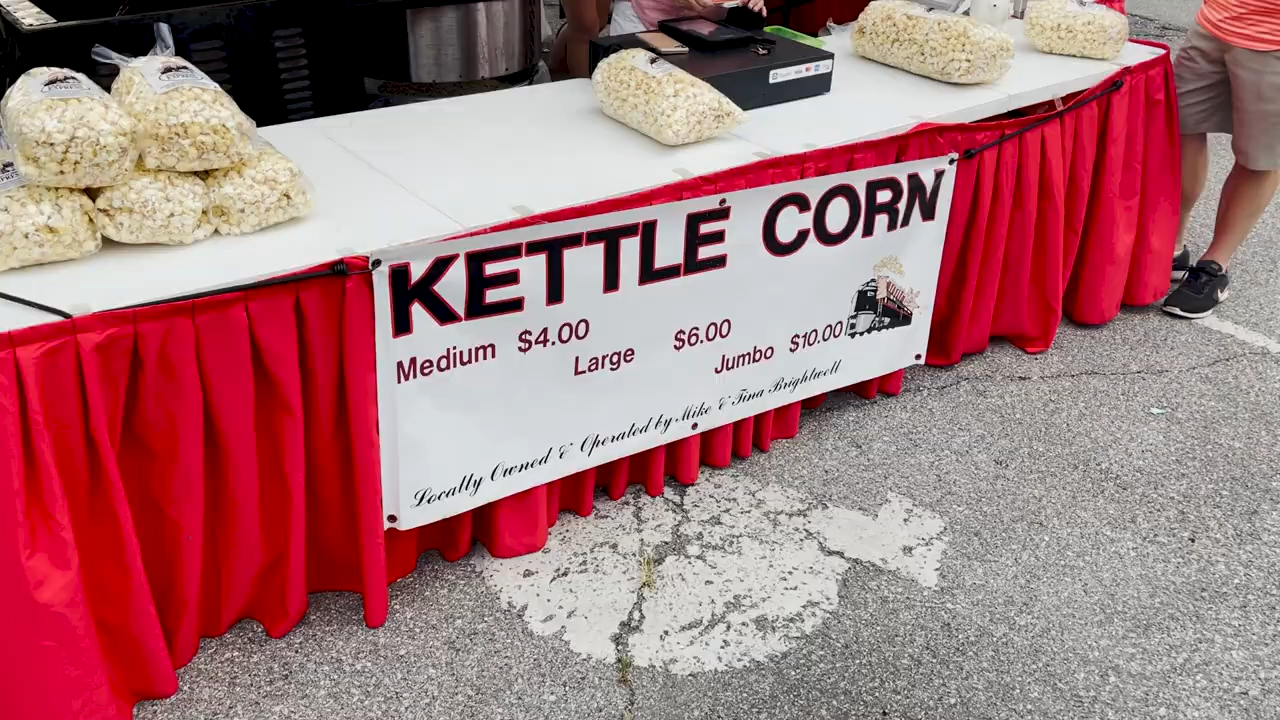 KETTLE CORN
Medium $4.00 Large $6.00 Jumbo $10.00
Locally Owned & Operated by Mike & Tina Brightwell